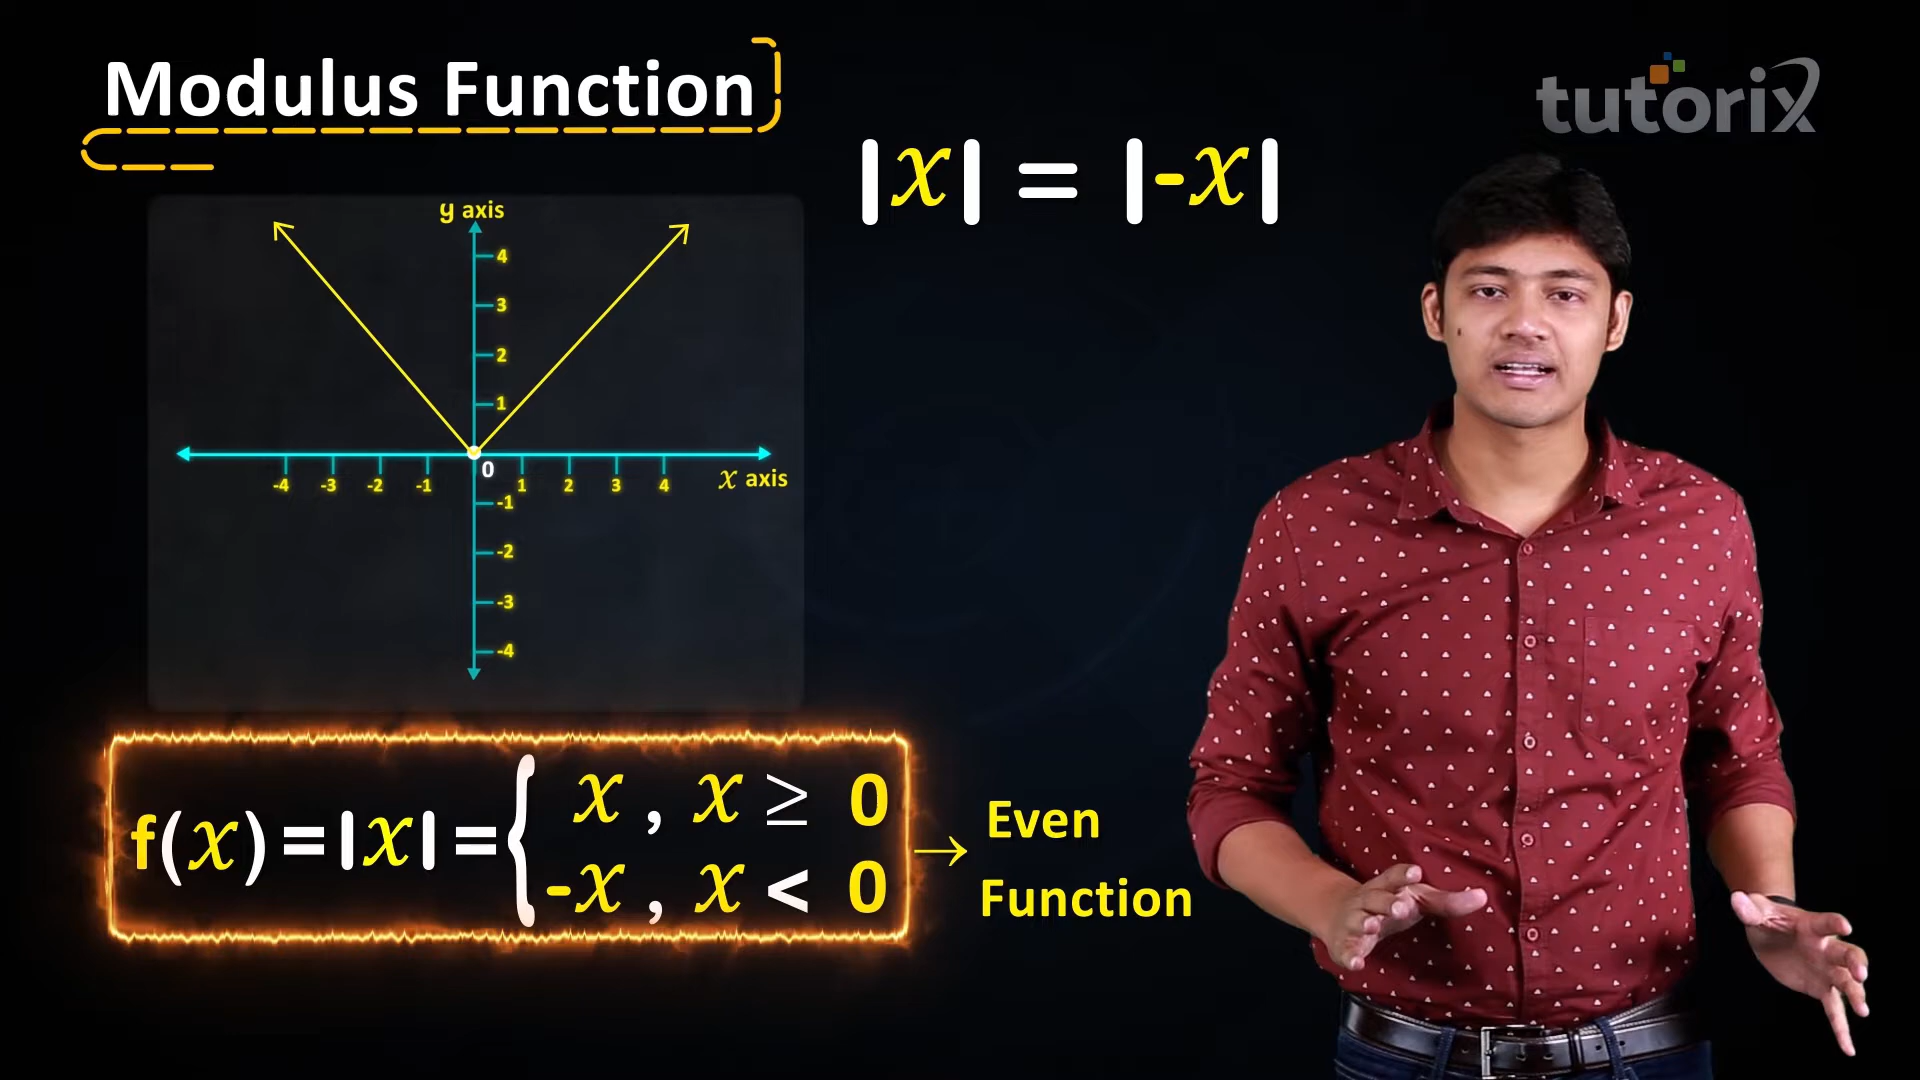 Modulus Function
tutorix
|x| = |-x|
y axis
4
3
2
1
0
-4 -3 -2 -1 1 2 3 4
x axis
-1
-2
-3
-4
f(x) = |x| = { x , x ≥ 0
-x , x < 0
→ Even
Function